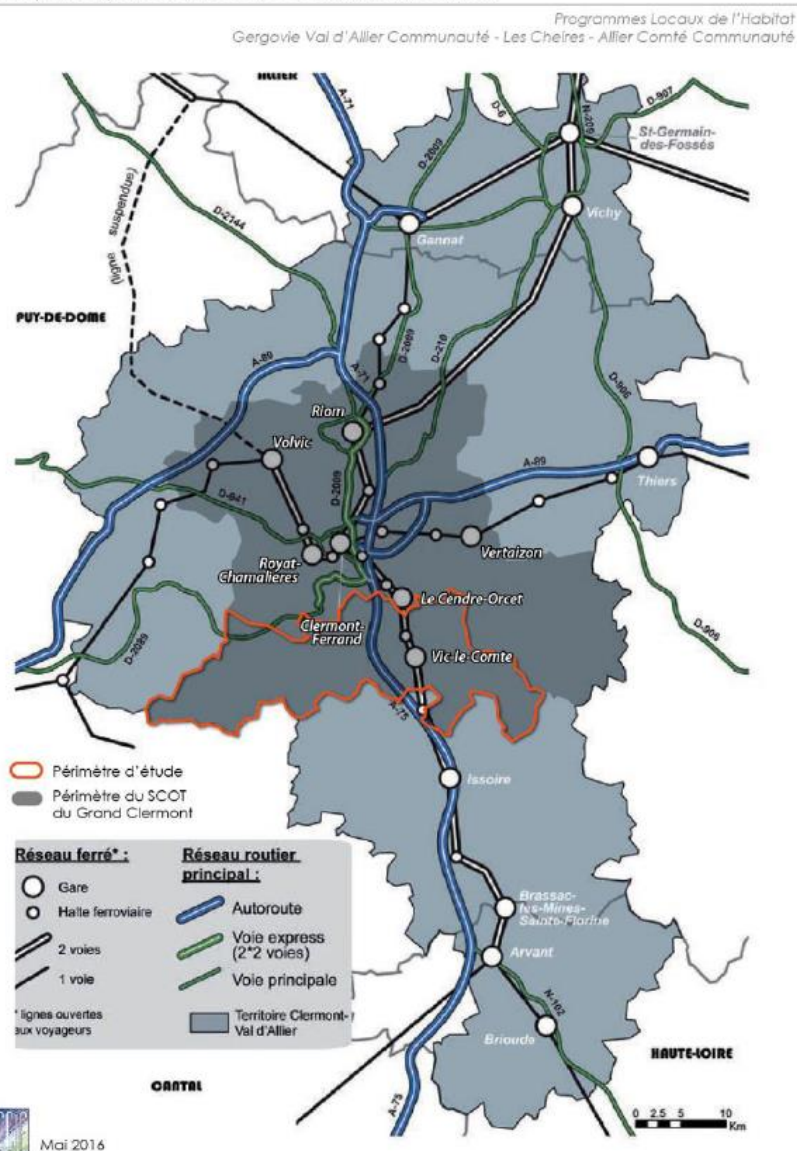 Programmes Locaux de l'Habitat
Gergovie Val d'Allier Communauté - Les Cheires - Allier Comté Communauté
ALLIER
A-71
D-2009
D-6
N-209
D-907
St-Germain-
des-Fossés
(ligne suspendue)
D-2144
Gannat
Vichy
PUY-DE-DOME
A-89
A-71
D-2009
D-210
D-906
Riom
Volvic
D-2009
A-89
Thiers
D-941
Vertaizon
Royat-
Chamalieres
Le Cendre-Orcet
Clermont-
Ferrand
Vic-le-Comte
D-2089
D-906
A-75
Périmètre d'étude
Périmètre du SCOT
du Grand Clermont
Issoire
Réseau ferré* :
Gare
Halte ferroviaire
2 voies
1 voie
* lignes ouvertes
aux voyageurs
Réseau routier
principal :
Autoroute
Voie express
(2*2 voies)
Voie principale
Territoire Clermont-
Val d'Allier
Brassac-
les-Mines-
Sainte-Florine
Arvant
N-102
Brioude
HAUTE-LOIRE
CANTAL
A-75
0 2.5 5 10
Km
Mai 2016